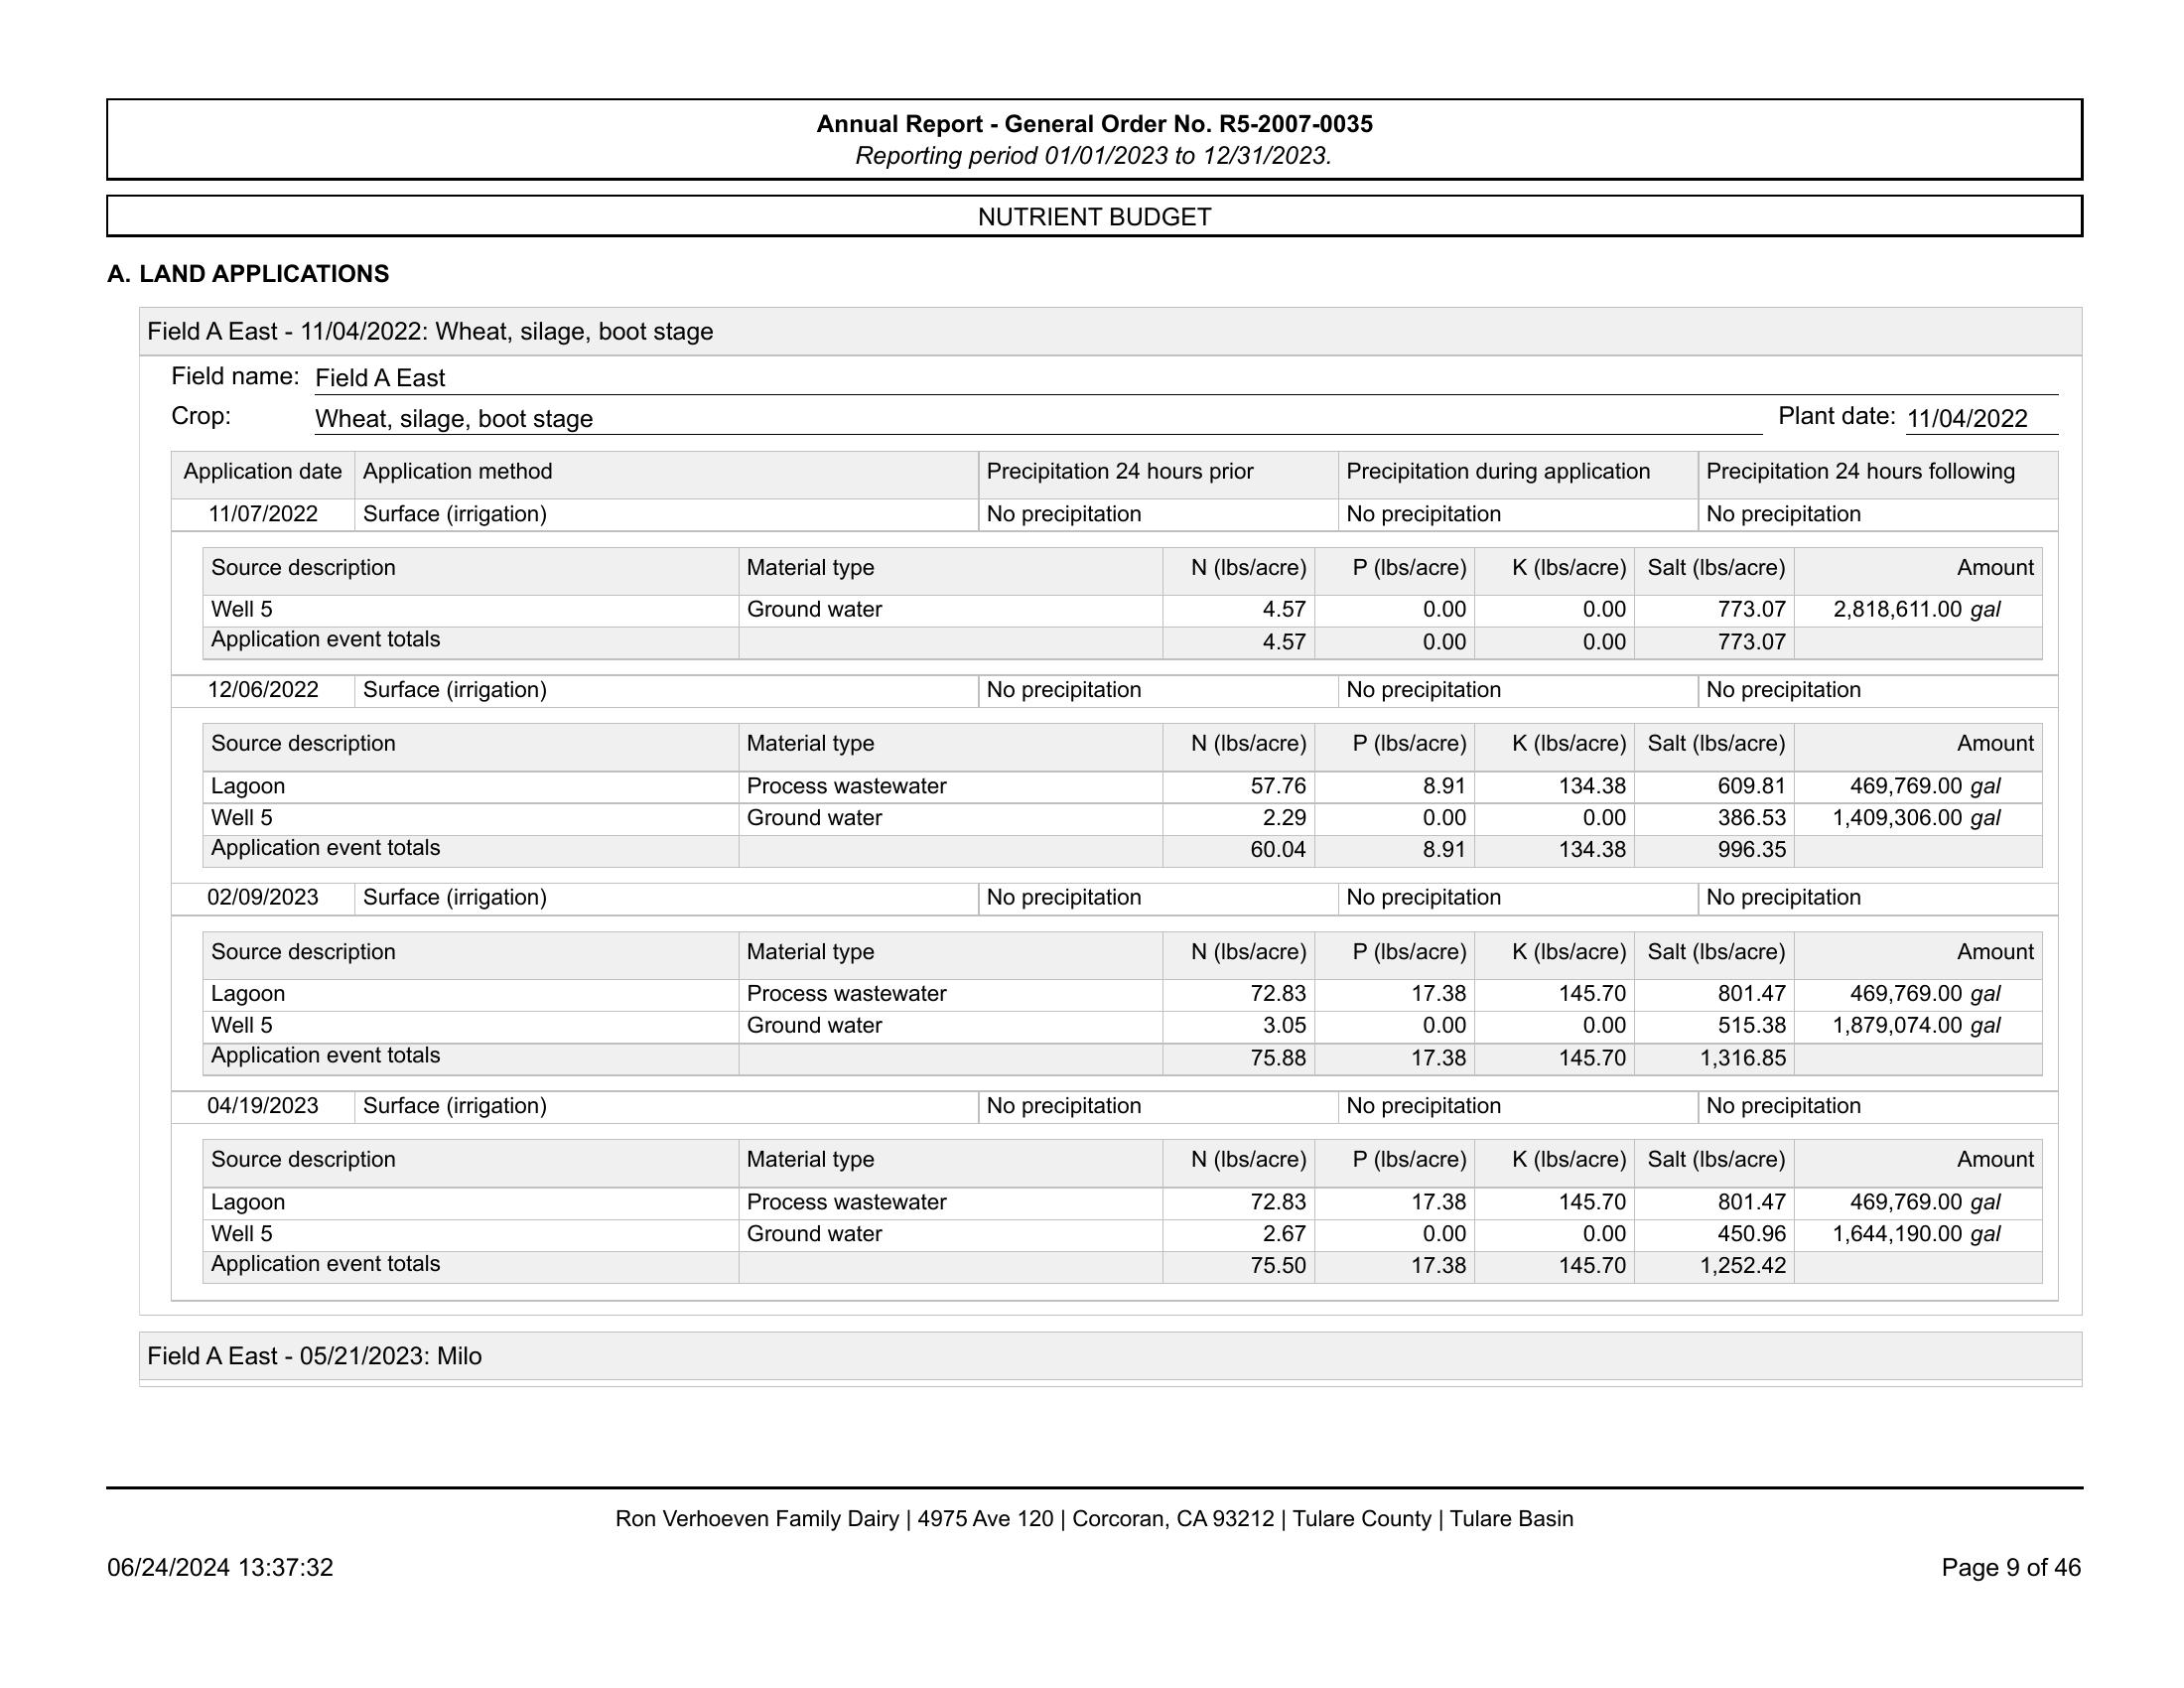 Annual Report - General Order No. R5-2007-0035
Reporting period 01/01/2023 to 12/31/2023.
NUTRIENT BUDGET
A. LAND APPLICATIONS
Field A East - 11/04/2022: Wheat, silage, boot stage
Field name: Field A East
Crop: Wheat, silage, boot stage Plant date: 11/04/2022
Application date Application method Precipitation 24 hours prior Precipitation during application Precipitation 24 hours following
11/07/2022 Surface (irrigation) No precipitation No precipitation No precipitation
Source description Material type N (lbs/acre) P (lbs/acre) K (lbs/acre) Salt (lbs/acre) Amount
Well 5 Ground water 4.57 0.00 0.00 773.07 2,818,611.00 gal
Application event totals 4.57 0.00 0.00 773.07
12/06/2022 Surface (irrigation) No precipitation No precipitation No precipitation
Source description Material type N (lbs/acre) P (lbs/acre) K (lbs/acre) Salt (lbs/acre) Amount
Lagoon Process wastewater 57.76 8.91 134.38 609.81 469,769.00 gal
Well 5 Ground water 2.29 0.00 0.00 386.53 1,409,306.00 gal
Application event totals 60.04 8.91 134.38 996.35
02/09/2023 Surface (irrigation) No precipitation No precipitation No precipitation
Source description Material type N (lbs/acre) P (lbs/acre) K (lbs/acre) Salt (lbs/acre) Amount
Lagoon Process wastewater 72.83 17.38 145.70 801.47 469,769.00 gal
Well 5 Ground water 3.05 0.00 0.00 515.38 1,879,074.00 gal
Application event totals 75.88 17.38 145.70 1,316.85
04/19/2023 Surface (irrigation) No precipitation No precipitation No precipitation
Source description Material type N (lbs/acre) P (lbs/acre) K (lbs/acre) Salt (lbs/acre) Amount
Lagoon Process wastewater 72.83 17.38 145.70 801.47 469,769.00 gal
Well 5 Ground water 2.67 0.00 0.00 450.96 1,644,190.00 gal
Application event totals 75.50 17.38 145.70 1,252.42
Field A East - 05/21/2023: Milo
Ron Verhoeven Family Dairy | 4975 Ave 120 | Corcoran, CA 93212 | Tulare County | Tulare Basin
06/24/2024 13:37:32 Page 9 of 46